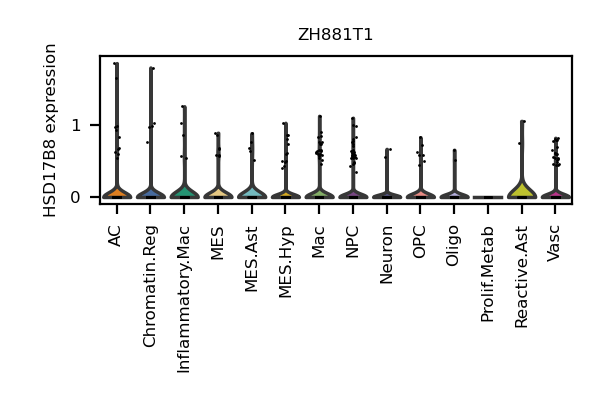 ZH881T1
HSD17B8 expression
1
0
AC
Chromatin.Reg
Inflammatory.Mac
MES
MES.Ast
MES.Hyp
Mac
NPC
Neuron
OPC
Oligo
Prolif.Metab
Reactive.Ast
Vasc